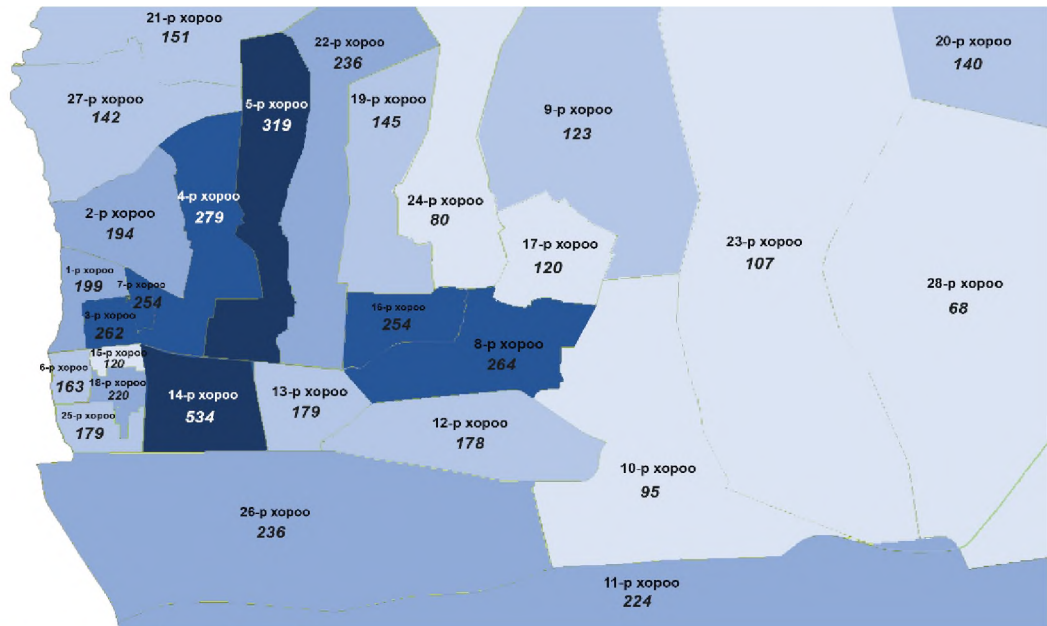 21-р хороо
151
22-р хороо
236
20-р хороо
140
27-р хороо
142
5-р хороо
319
19-р хороо
145
9-р хороо
123
4-р хороо
279
24-р хороо
80
2-р хороо
194
17-р хороо
120
23-р хороо
107
1-р хороо
199
7-р хороо
254
28-р хороо
68
3-р хороо
262
16-р хороо
254
8-р хороо
264
15-р хороо
120
6-р хороо
163
18-р хороо
220
14-р хороо
534
13-р хороо
179
25-р хороо
179
12-р хороо
178
10-р хороо
95
26-р хороо
236
11-р хороо
224